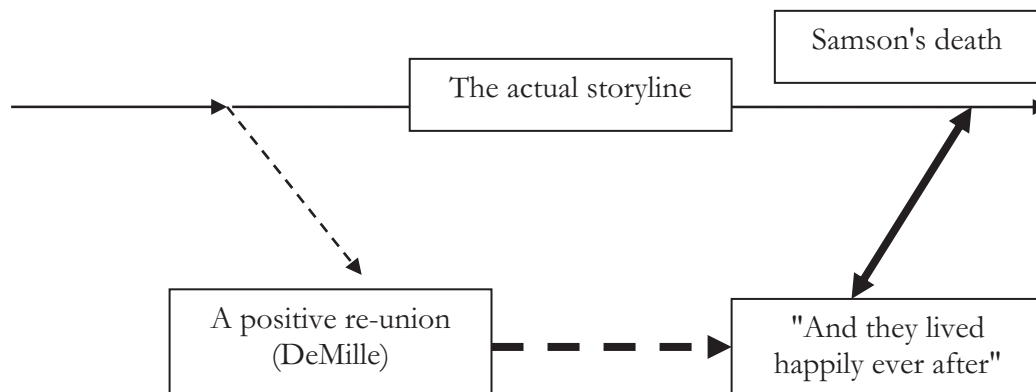 Samson's death
The actual storyline
A positive re-union
(DeMille)
"And they lived
happily ever after"